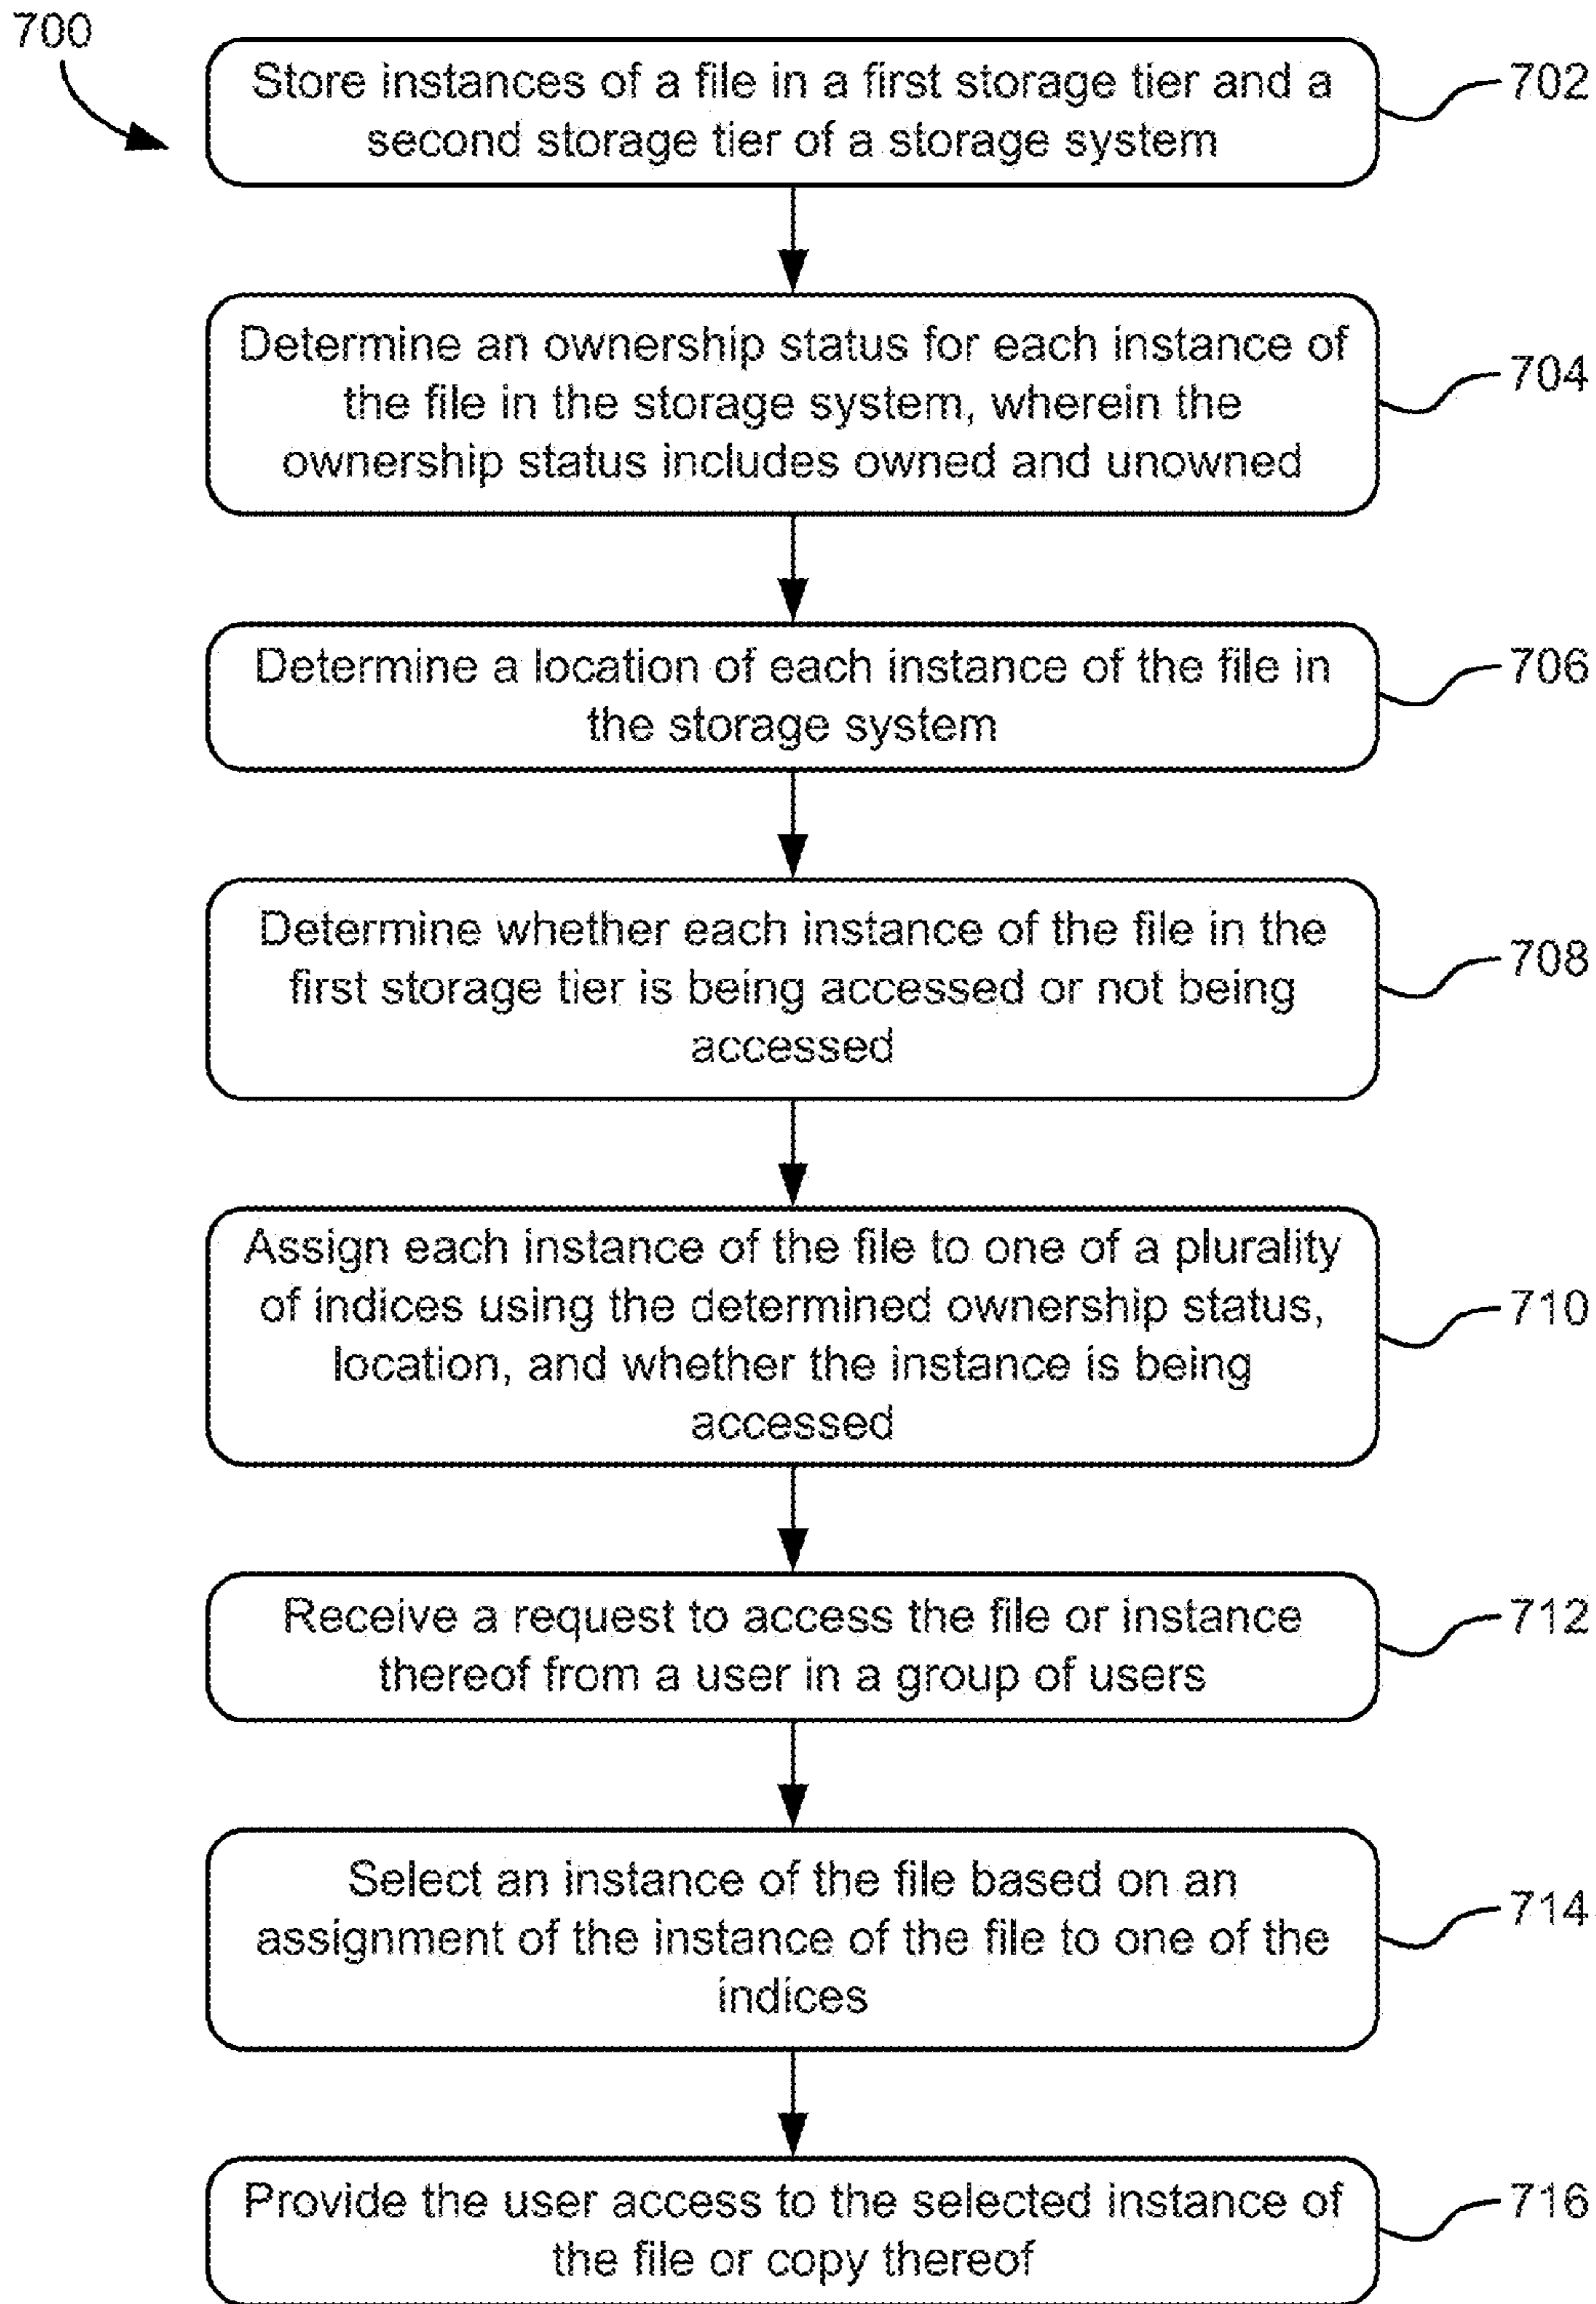 700
Store instances of a file in a first storage tier and a
second storage tier of a storage system
702
Determine an ownership status for each instance of
the file in the storage system, wherein the
ownership status includes owned and unowned
704
Determine a location of each instance of the file in
the storage system
706
Determine whether each instance of the file in the
first storage tier is being accessed or not being
accessed
708
Assign each instance of the file to one of a plurality
of indices using the determined ownership status,
location, and whether the instance is being
accessed
710
Receive a request to access the file or instance
thereof from a user in a group of users
712
Select an instance of the file based on an
assignment of the instance of the file to one of the
indices
714
Provide the user access to the selected instance of
the file or copy thereof
716